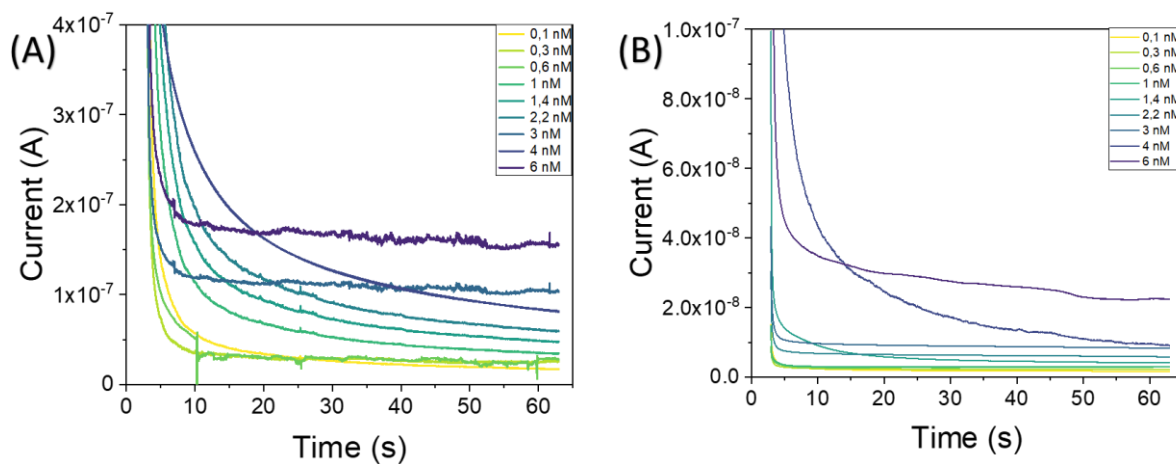 (A)
4x10⁻⁷
3x10⁻⁷
2x10⁻⁷
1x10⁻⁷
0
Current (A)
0 10 20 30 40 50 60
Time (s)
0,1 nM
0,3 nM
0,6 nM
1 nM
1,4 nM
2,2 nM
3 nM
4 nM
6 nM
(B)
1.0x10⁻⁷
8.0x10⁻⁸
6.0x10⁻⁸
4.0x10⁻⁸
2.0x10⁻⁸
0.0
Current (A)
0 10 20 30 40 50 60
Time (s)
0,1 nM
0,3 nM
0,6 nM
1 nM
1,4 nM
2,2 nM
3 nM
4 nM
6 nM